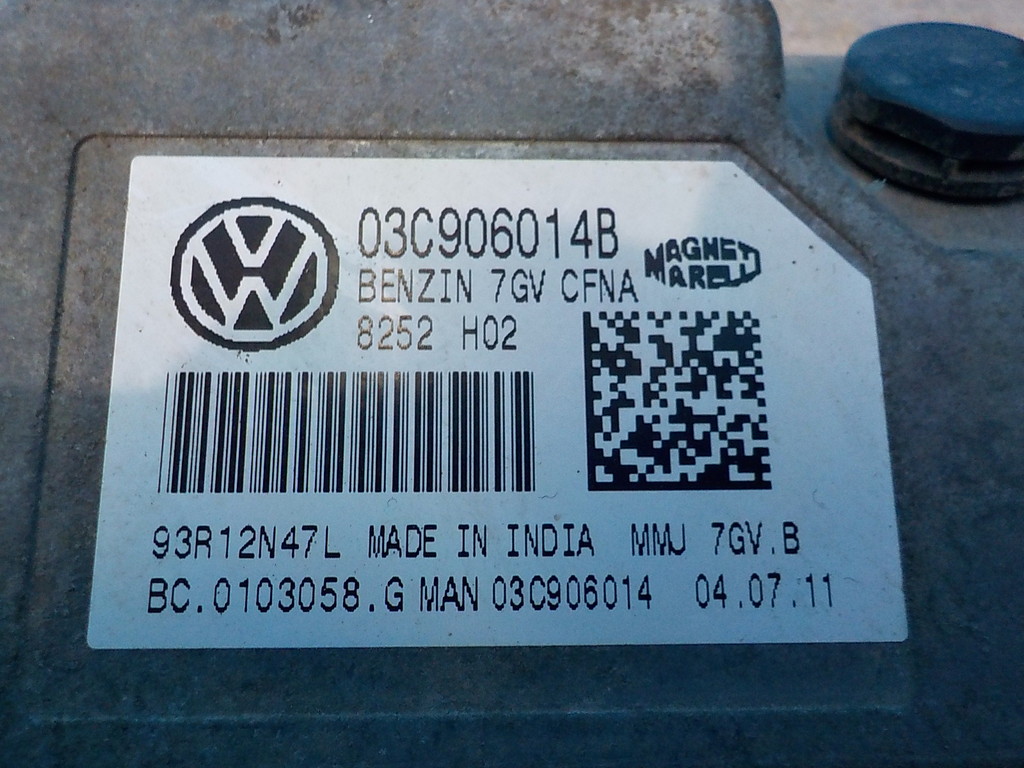 03C906014B
BENZIN 7GV CFNA
MAGNETI
MARELLI
8252 H02
93R12N47L MADE IN INDIA MMJ 7GV.B
BC.0103058.G MAN 03C906014 04.07.11